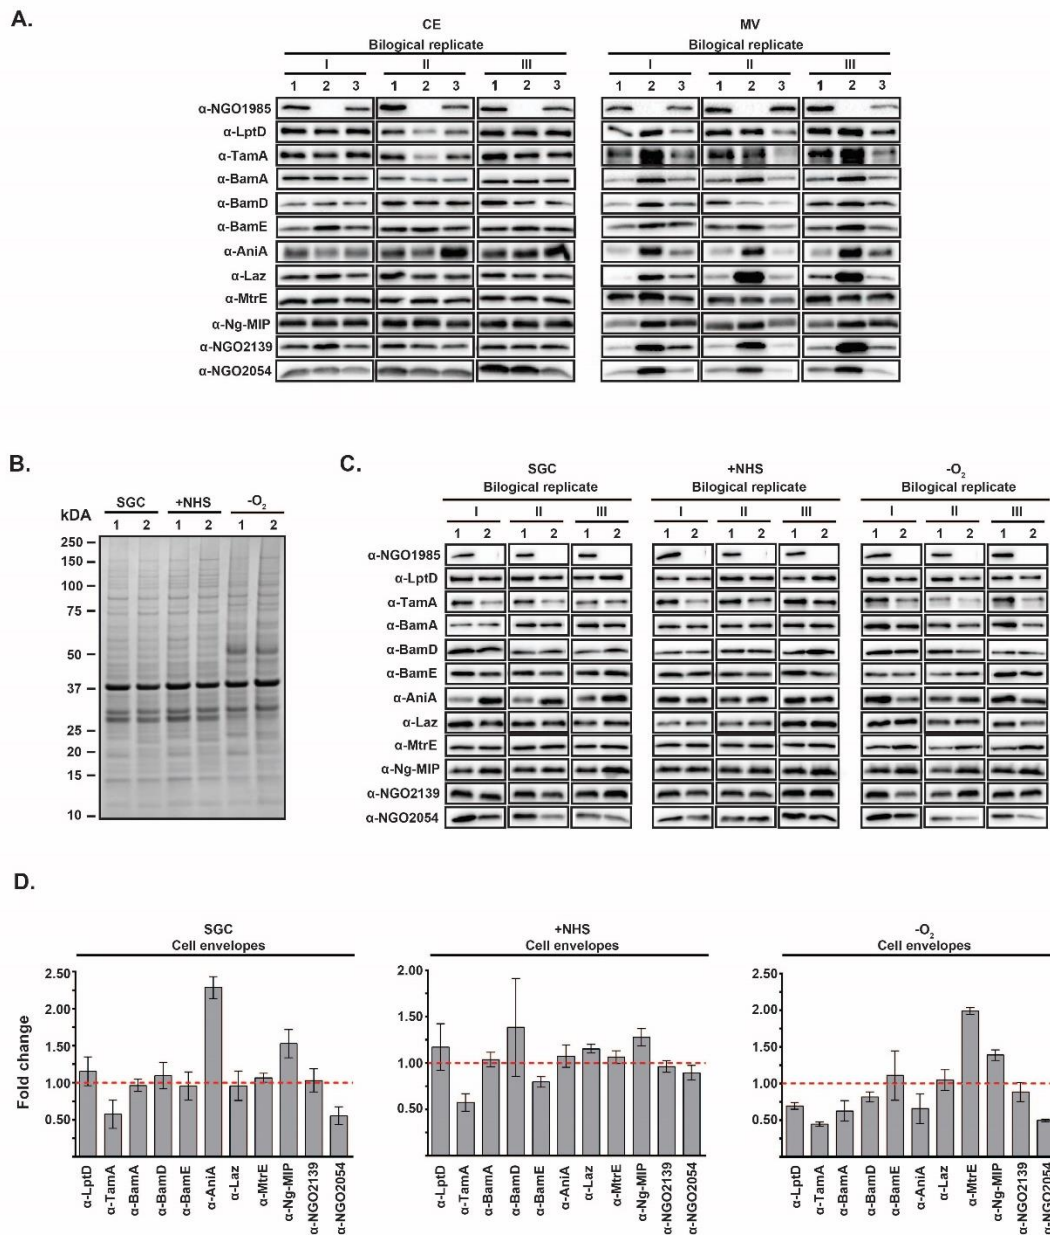 A.
CE
MV
Bilogical replicate
Bilogical replicate
I II III I II III
1 2 3 1 2 3 1 2 3 1 2 3 1 2 3 1 2 3
α-NGO1985
α-LptD
α-TamA
α-BamA
α-BamD
α-BamE
α-AniA
α-Laz
α-MtrE
α-Ng-MIP
α-NGO2139
α-NGO2054
B.
SGC +NHS -O2
kDA 1 2 1 2 1 2
250
150
100
75
50
37
25
20
15
10
C.
SGC +NHS -O2
Bilogical replicate Bilogical replicate Bilogical replicate
I II III I II III I II III
1 2 1 2 1 2 1 2 1 2 1 2 1 2 1 2 1 2
α-NGO1985
α-LptD
α-TamA
α-BamA
α-BamD
α-BamE
α-AniA
α-Laz
α-MtrE
α-Ng-MIP
α-NGO2139
α-NGO2054
D.
SGC
Cell envelopes
Fold change
2.50
2.00
1.50
1.00
0.50
α-LptD
α-TamA
α-BamA
α-BamD
α-BamE
α-AniA
α-Laz
α-MtrE
α-Ng-MIP
α-NGO2139
α-NGO2054
+NHS
Cell envelopes
2.00
1.50
1.00
0.50
α-LptD
α-TamA
α-BamA
α-BamD
α-BamE
α-AniA
α-Laz
α-MtrE
α-Ng-MIP
α-NGO2139
α-NGO2054
-O2
Cell envelopes
2.50
2.00
1.50
1.00
0.50
α-LptD
α-TamA
α-BamA
α-BamD
α-BamE
α-AniA
α-Laz
α-MtrE
α-Ng-MIP
α-NGO2139
α-NGO2054